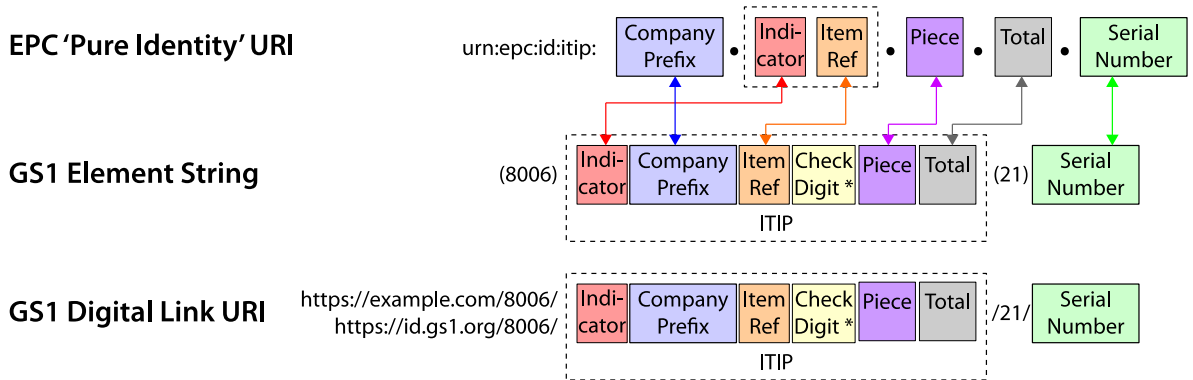 EPC ‘Pure Identity’ URI
urn:epc:id:itip:
Company
Prefix
•
Indi-
cator
Item
Ref
•
Piece
•
Total
•
Serial
Number
GS1 Element String
(8006)
Indi-
cator
Company
Prefix
Item
Ref
Check
Digit *
Piece
Total
(21)
Serial
Number
ITIP
GS1 Digital Link URI
https://example.com/8006/
https://id.gs1.org/8006/
Indi-
cator
Company
Prefix
Item
Ref
Check
Digit *
Piece
Total
/21/
Serial
Number
ITIP